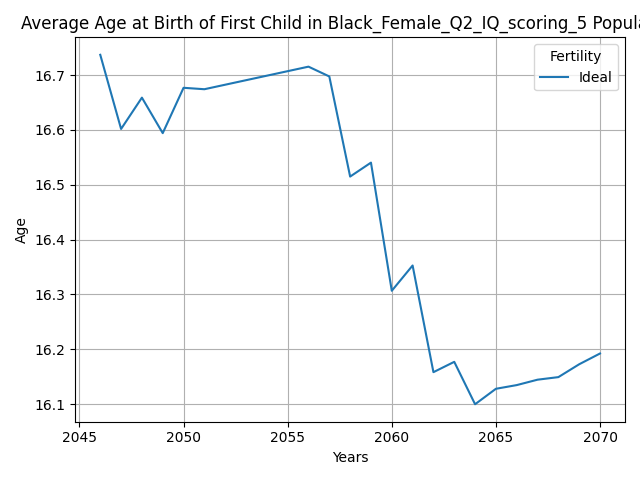 Average Age at Birth of First Child in Black_Female_Q2_IQ_scoring_5 Popula
Fertility
Ideal
16.7
16.6
16.5
16.4
16.3
16.2
16.1
Age
2045
2050
2055
2060
2065
2070
Years